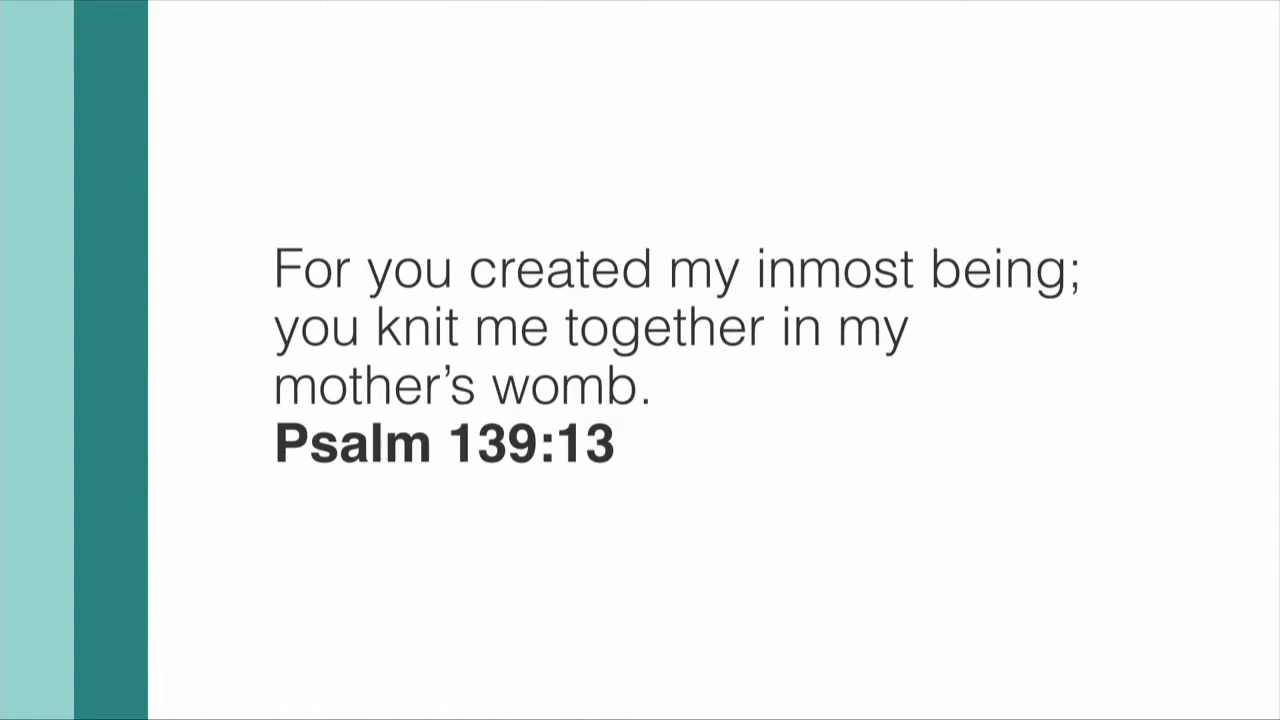 For you created my inmost being;
you knit me together in my
mother’s womb.
Psalm 139:13